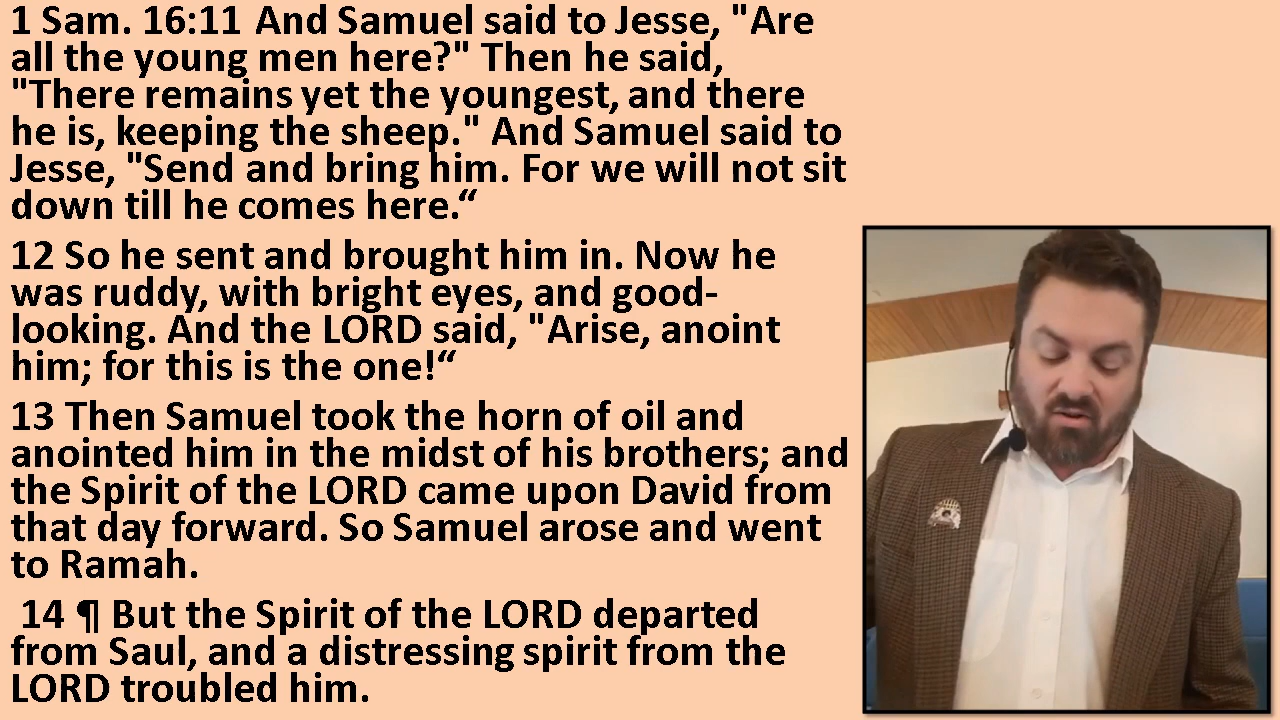 1 Sam. 16:11 And Samuel said to Jesse, "Are
all the young men here?" Then he said,
"There remains yet the youngest, and there
he is, keeping the sheep." And Samuel said to
Jesse, "Send and bring him. For we will not sit
down till he comes here.“
12 So he sent and brought him in. Now he
was ruddy, with bright eyes, and good-
looking. And the LORD said, "Arise, anoint
him; for this is the one!“
13 Then Samuel took the horn of oil and
anointed him in the midst of his brothers; and
the Spirit of the LORD came upon David from
that day forward. So Samuel arose and went
to Ramah.
14 ¶ But the Spirit of the LORD departed
from Saul, and a distressing spirit from the
LORD troubled him.